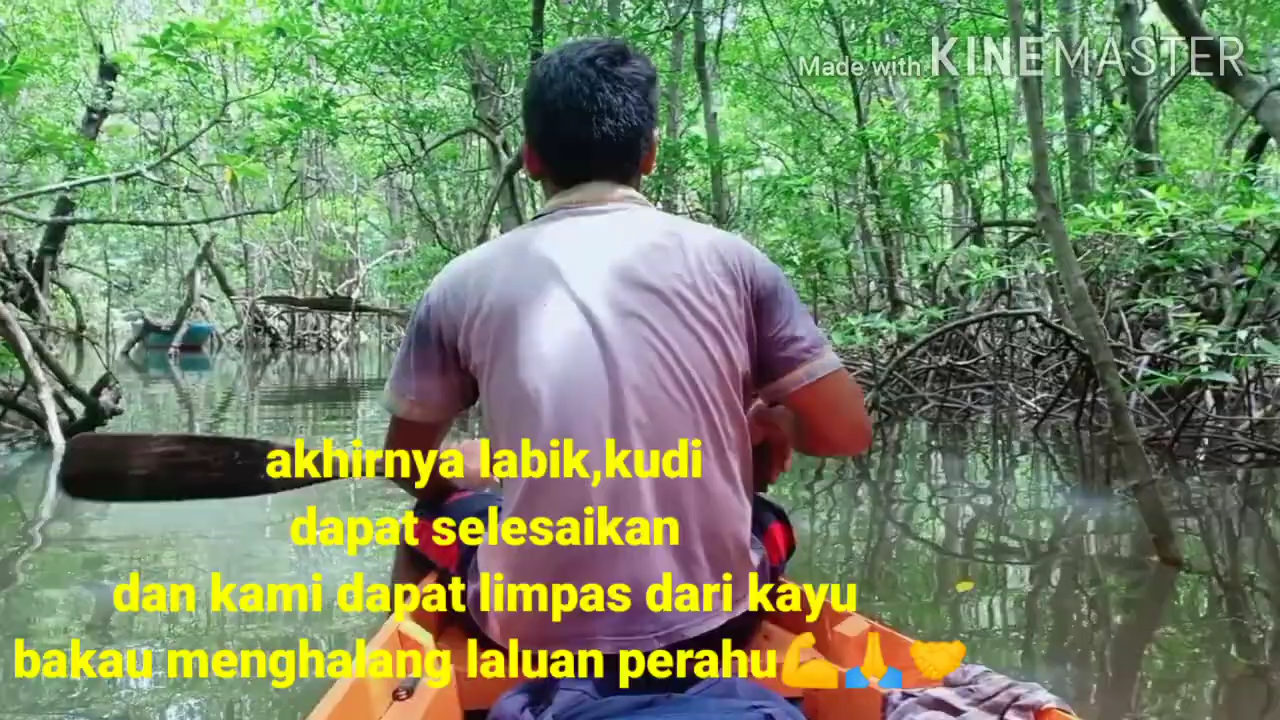 Made with KINEMASTER
akhirnya labik,kudi
dapat selesaikan
dan kami dapat limpas dari kayu
bakau menghalang laluan perahu💪🙏🤝